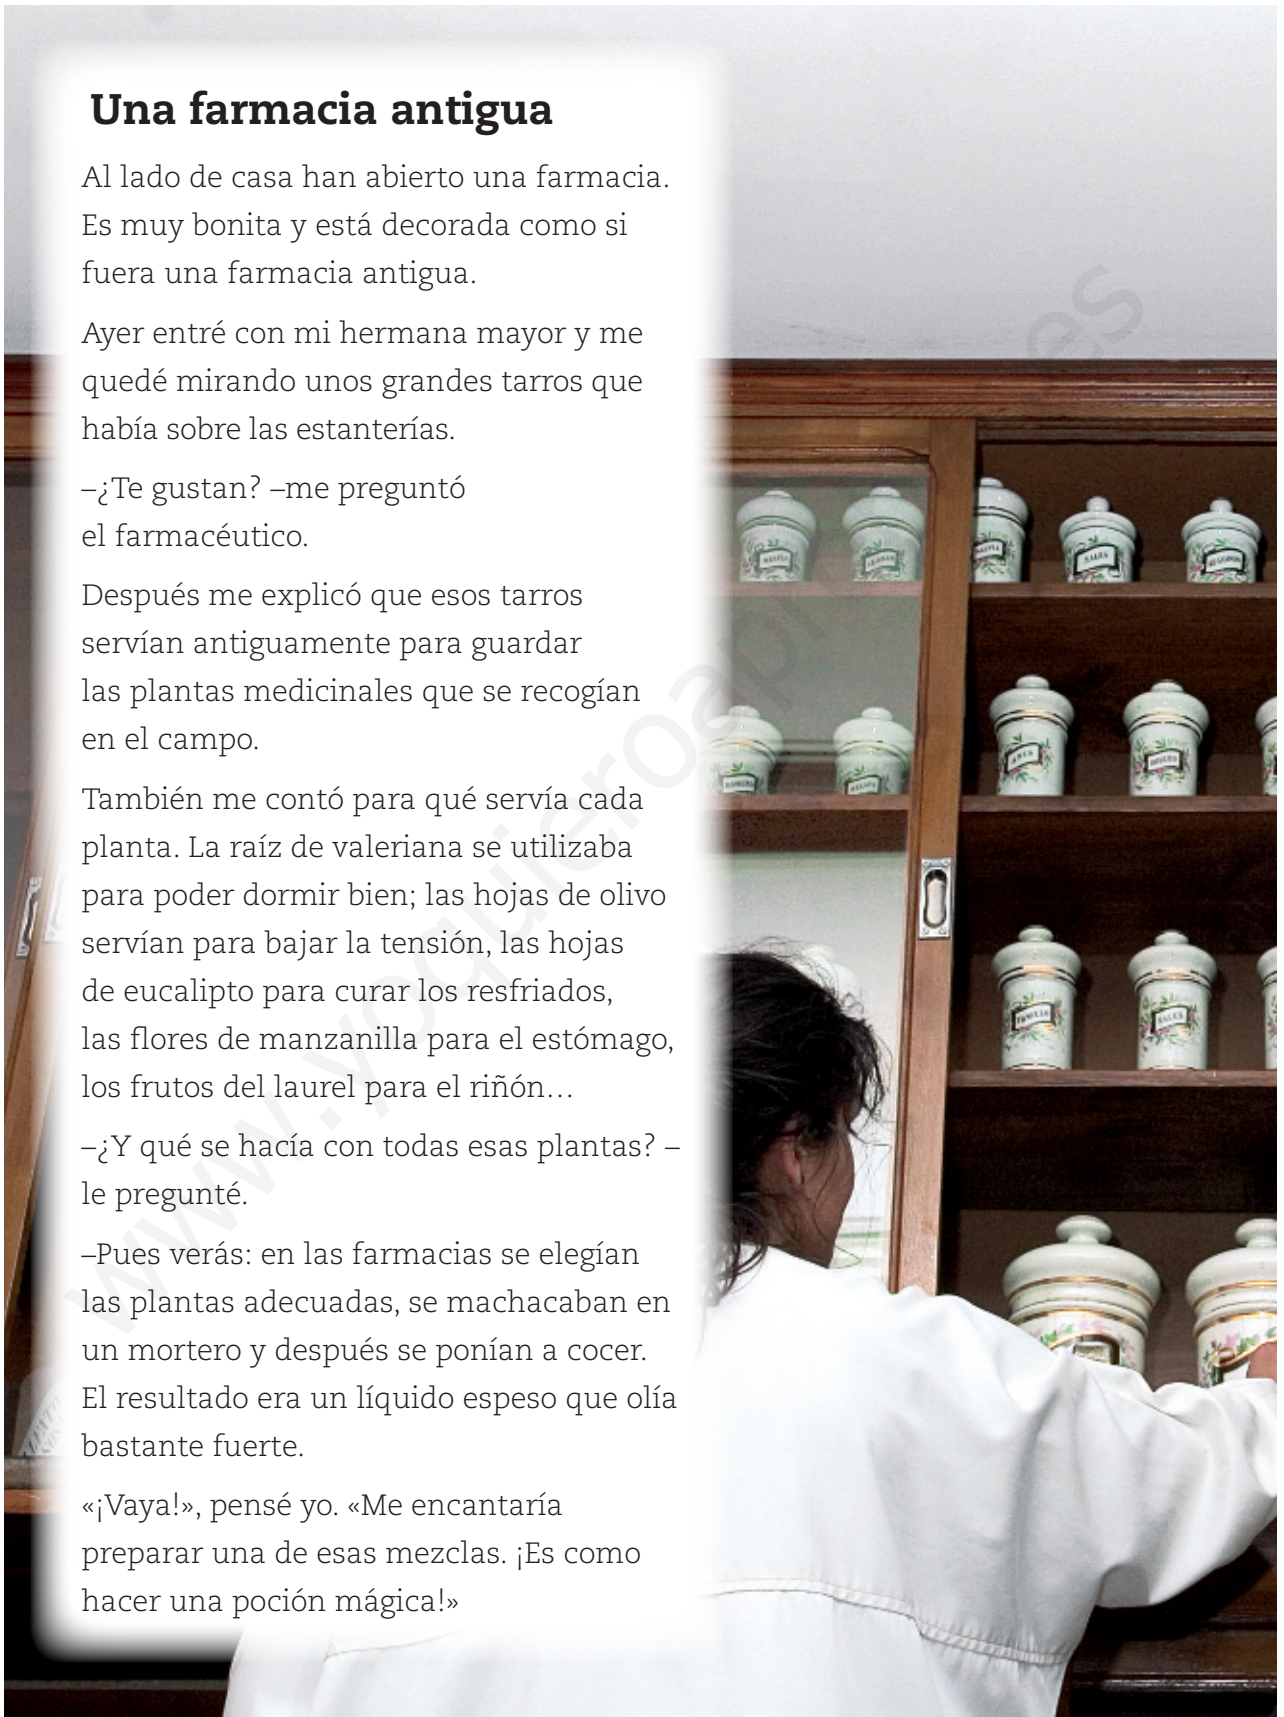 Una farmacia antigua
Al lado de casa han abierto una farmacia.
Es muy bonita y está decorada como si
fuera una farmacia antigua.
Ayer entré con mi hermana mayor y me
quedé mirando unos grandes tarros que
había sobre las estanterías.
–¿Te gustan? –me preguntó
el farmacéutico.
Después me explicó que esos tarros
servían antiguamente para guardar
las plantas medicinales que se recogían
en el campo.
También me contó para qué servía cada
planta. La raíz de valeriana se utilizaba
para poder dormir bien; las hojas de olivo
servían para bajar la tensión, las hojas
de eucalipto para curar los resfriados,
las flores de manzanilla para el estómago,
los frutos del laurel para el riñón…
–¿Y qué se hacía con todas esas plantas? –
le pregunté.
–Pues verás: en las farmacias se elegían
las plantas adecuadas, se machacaban en
un mortero y después se ponían a cocer.
El resultado era un líquido espeso que olía
bastante fuerte.
«¡Vaya!», pensé yo. «Me encantaría
preparar una de esas mezclas. ¡Es como
hacer una poción mágica!»
SALES
ANIS
TOMILLO
SALES